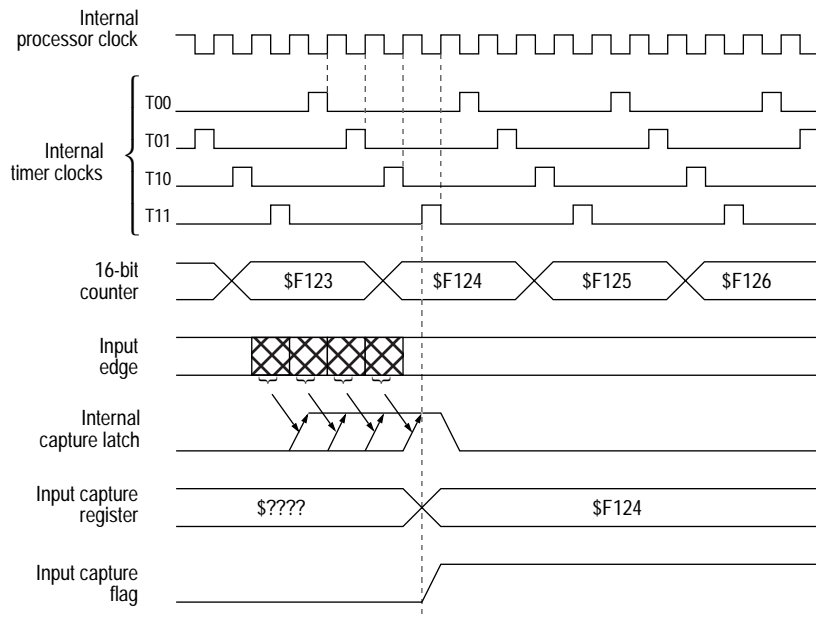 Internal
processor clock
T00
T01
Internal
timer clocks
T10
T11
16-bit
counter
$F123
$F124
$F125
$F126
Input
edge
Internal
capture latch
Input capture
register
$????
$F124
Input capture
flag